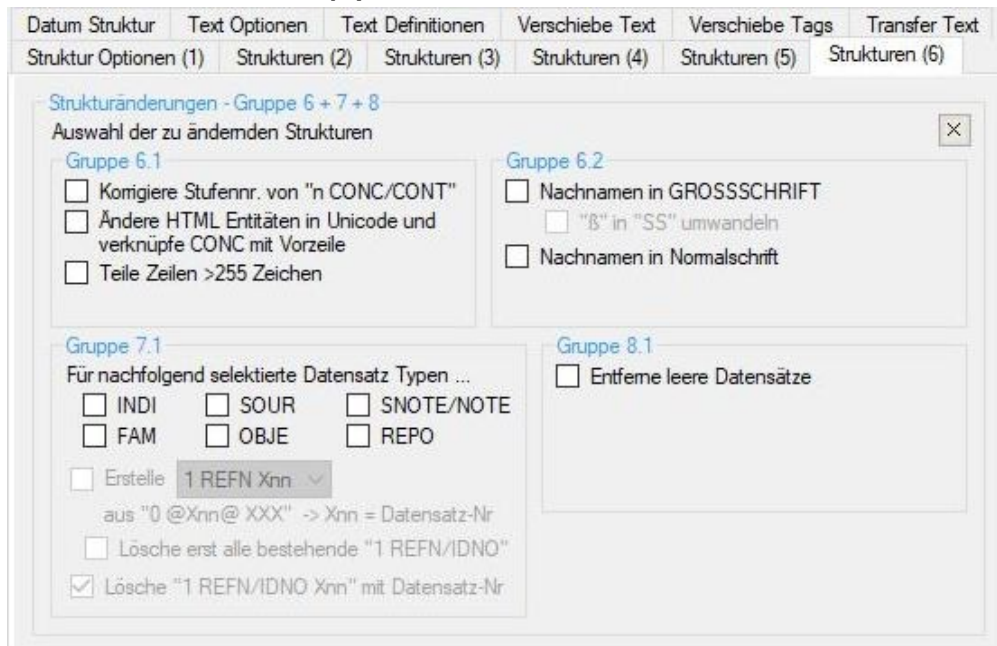 Datum Struktur Text Optionen Text Definitionen Verschiebe Text Verschiebe Tags Transfer Text
Struktur Optionen (1) Strukturen (2) Strukturen (3) Strukturen (4) Strukturen (5) Strukturen (6)
Strukturänderungen - Gruppe 6 + 7 + 8
Auswahl der zu ändernden Strukturen
Gruppe 6.1
Korrigiere Stufennr. von "n CONC/CONT"
Ändere HTML Entitäten in Unicode und
verknüpfe CONC mit Vorzeile
Teile Zeilen >255 Zeichen
Gruppe 6.2
Nachnamen in GROSSSCHRIFT
"ß" in "SS" umwandeln
Nachnamen in Normalschrift
Gruppe 7.1
Für nachfolgend selektierte Datensatz Typen ...
INDI SOUR SNOTE/NOTE
FAM OBJE REPO
Erstelle 1 REFN Xnn
aus "0 @Xnn@ XXX" -> Xnn = Datensatz-Nr
Lösche erst alle bestehende "1 REFN/IDNO"
Lösche "1 REFN/IDNO Xnn" mit Datensatz-Nr
Gruppe 8.1
Entferne leere Datensätze